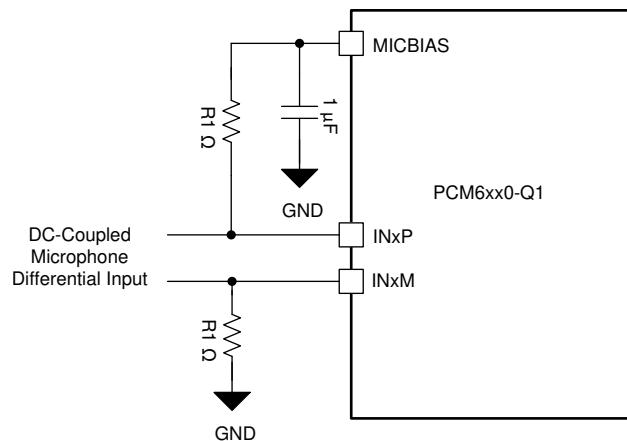 MICBIAS
R1 Ω
1 µF
GND
PCM6xx0-Q1
DC-Coupled
Microphone
Differential Input
INxP
INxM
R1 Ω
GND